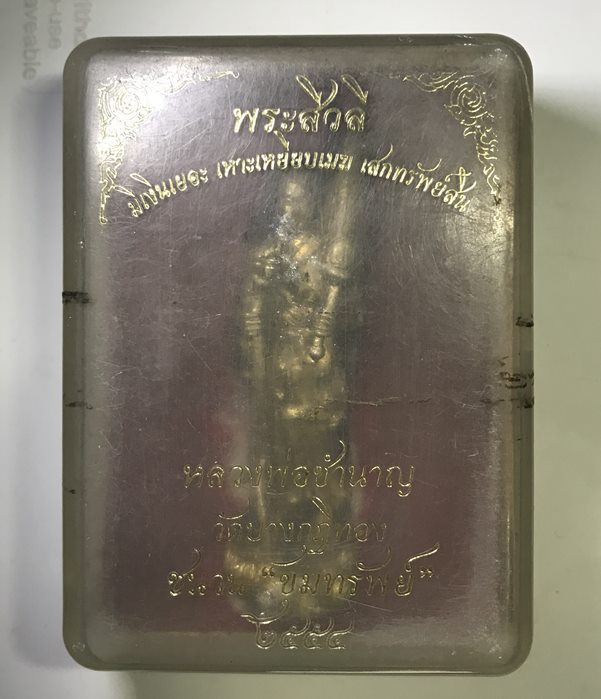 พระสีวลี
มีเงินเยอะ เหาะเหยียบเมฆ เสกทรัพย์สิน
หลวงพ่อชำนาญ
วัดบางกุฎีทอง
ช.น. "ขุมทรัพย์"
๒๕๕๔